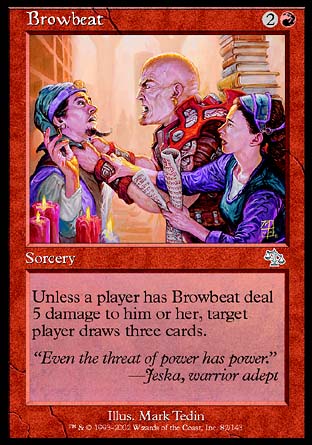 Browbeat 2
Sorcery
Unless a player has Browbeat deal
5 damage to him or her, target
player draws three cards.
“Even the threat of power has power.”
—Jeska, warrior adept
Illus. Mark Tedin
™ & © 1993–2002 Wizards of the Coast, Inc. 82/143